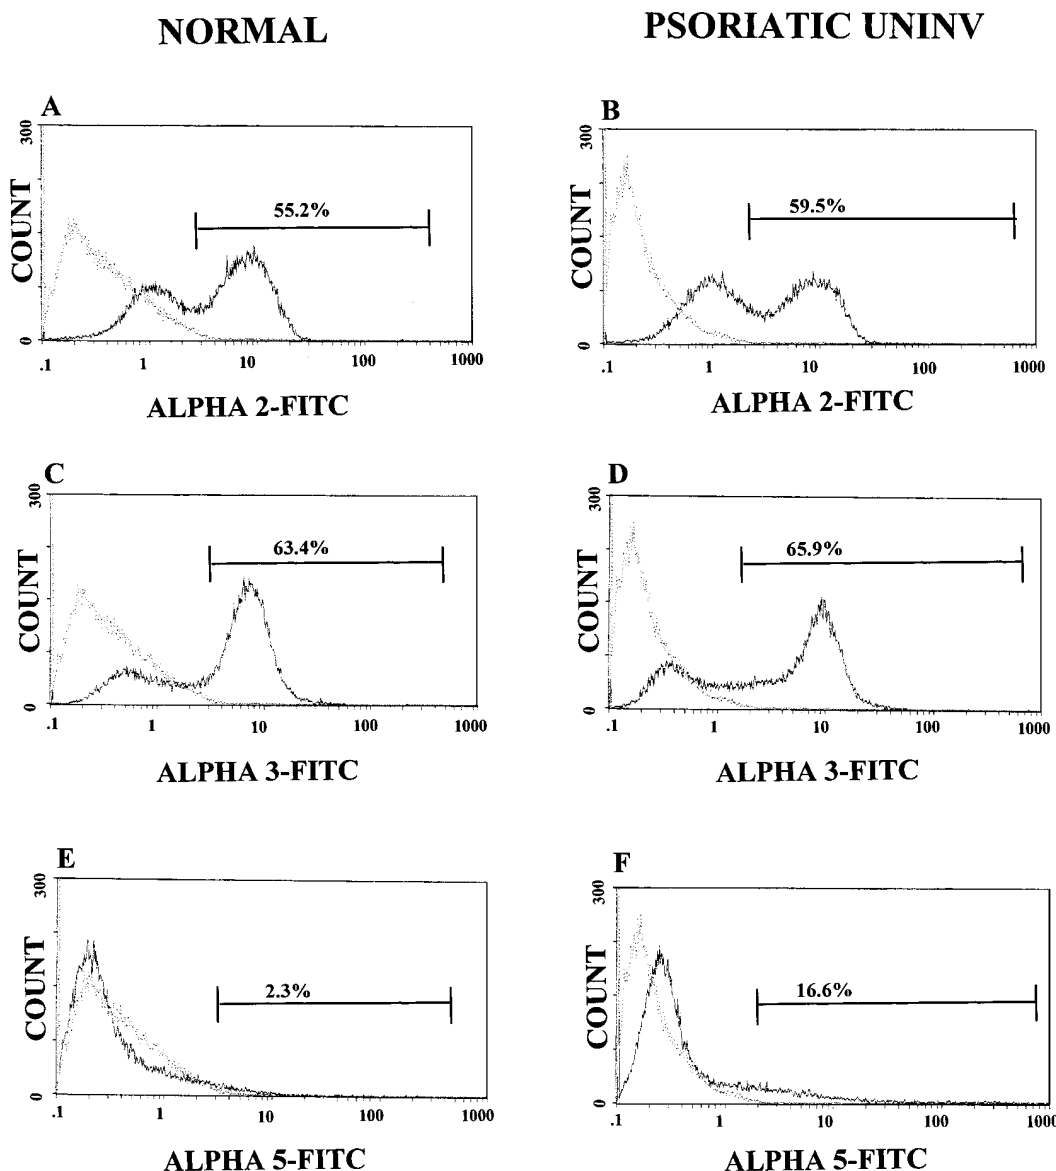 NORMAL
PSORIATIC UNINV
A
300
COUNT
0
55.2%
.1 1 10 100 1000
ALPHA 2-FITC
B
300
COUNT
0
59.5%
.1 1 10 100 1000
ALPHA 2-FITC
C
300
COUNT
0
63.4%
.1 1 10 100 1000
ALPHA 3-FITC
D
300
COUNT
0
65.9%
.1 1 10 100 1000
ALPHA 3-FITC
E
300
COUNT
0
2.3%
.1 1 10 100 1000
ALPHA 5-FITC
F
300
COUNT
0
16.6%
.1 1 10 100 1000
ALPHA 5-FITC